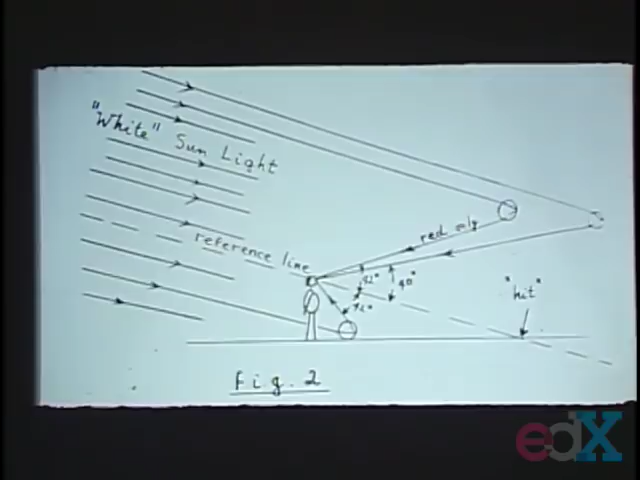 "White" Sun Light
reference line
red only
42°
40°
42°
"hit"
Fig. 2
edX